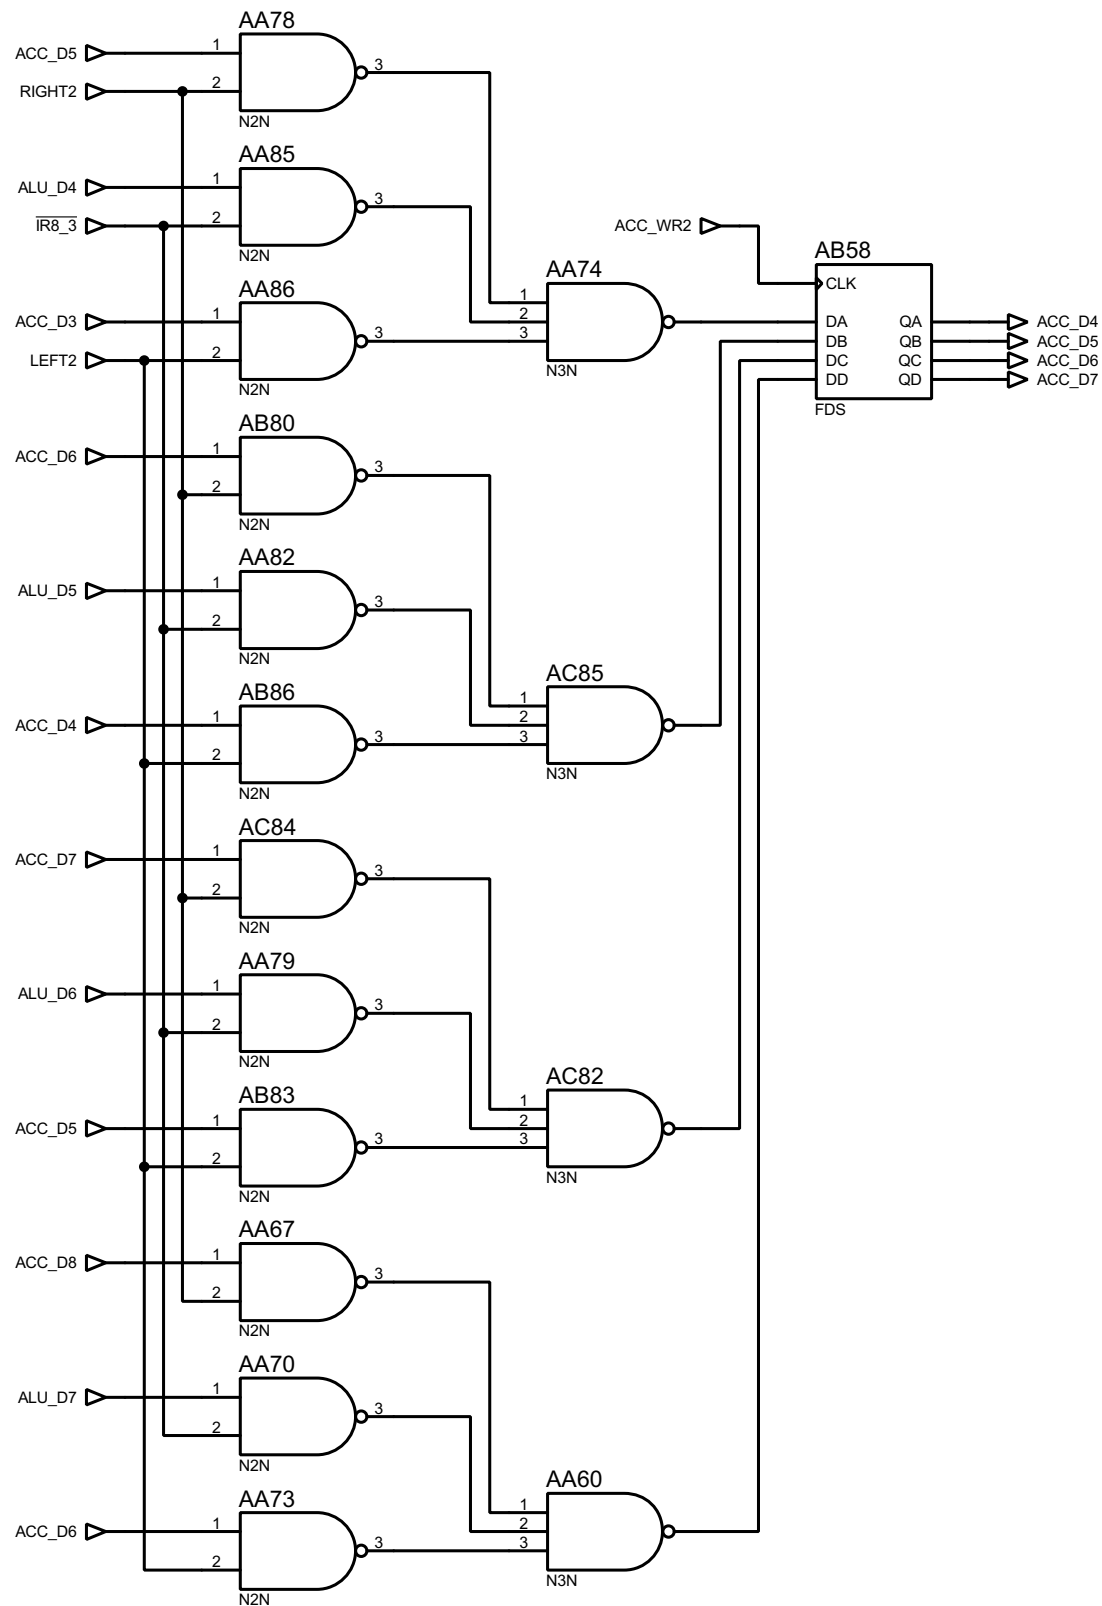 AA78
ACC_D5 1 3
RIGHT2 2
N2N
AA85
ALU_D4 1 3
IR8_3 2
N2N
ACC_WR2
AB58
CLK
AA86
AA74
ACC_D3 1 3
1
2
3
DA QA ACC_D4
DB QB ACC_D5
LEFT2 2
DC QC ACC_D6
DD QD ACC_D7
N2N
N3N
FDS
AB80
ACC_D6 1 3
2
N2N
AA82
ALU_D5 1 3
2
N2N
AC85
AB86
1
ACC_D4 1 2
3 3
2
N2N
N3N
AC84
ACC_D7 1 3
2
N2N
AA79
ALU_D6 1 3
2
N2N
AC82
AB83
1
ACC_D5 1 2
3 3
2
N2N
N3N
AA67
ACC_D8 1 3
2
N2N
AA70
ALU_D7 1 3
2
N2N
AA60
AA73
1
ACC_D6 1 2
3 3
2
N2N
N3N